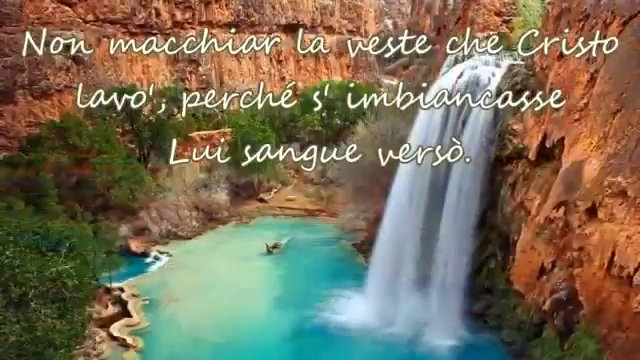 Non macchiar la veste che Cristo
lavo', perché s' imbiancasse
Lui sangue versò.